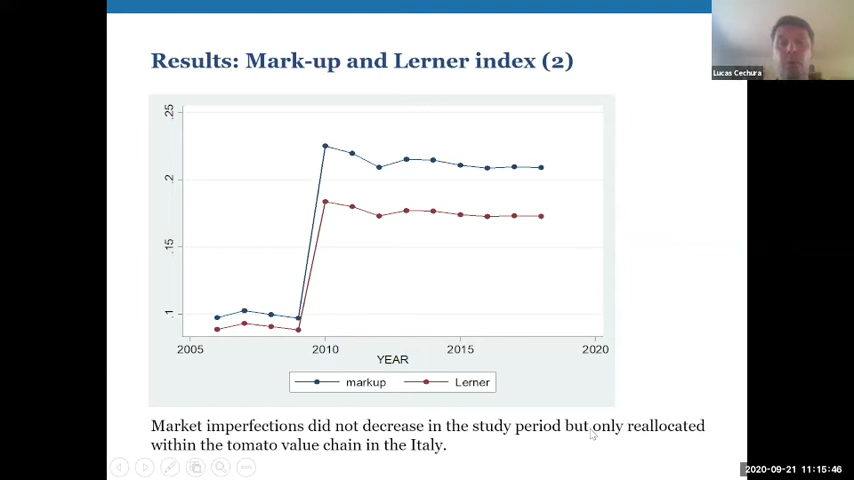 Results: Mark-up and Lerner index (2)
Lucas Cechura
.25
.2
.15
.1
2005 2010 2015 2020
YEAR
markup Lerner
Market imperfections did not decrease in the study period but only reallocated
within the tomato value chain in the Italy.
2020-09-21 11:15:46